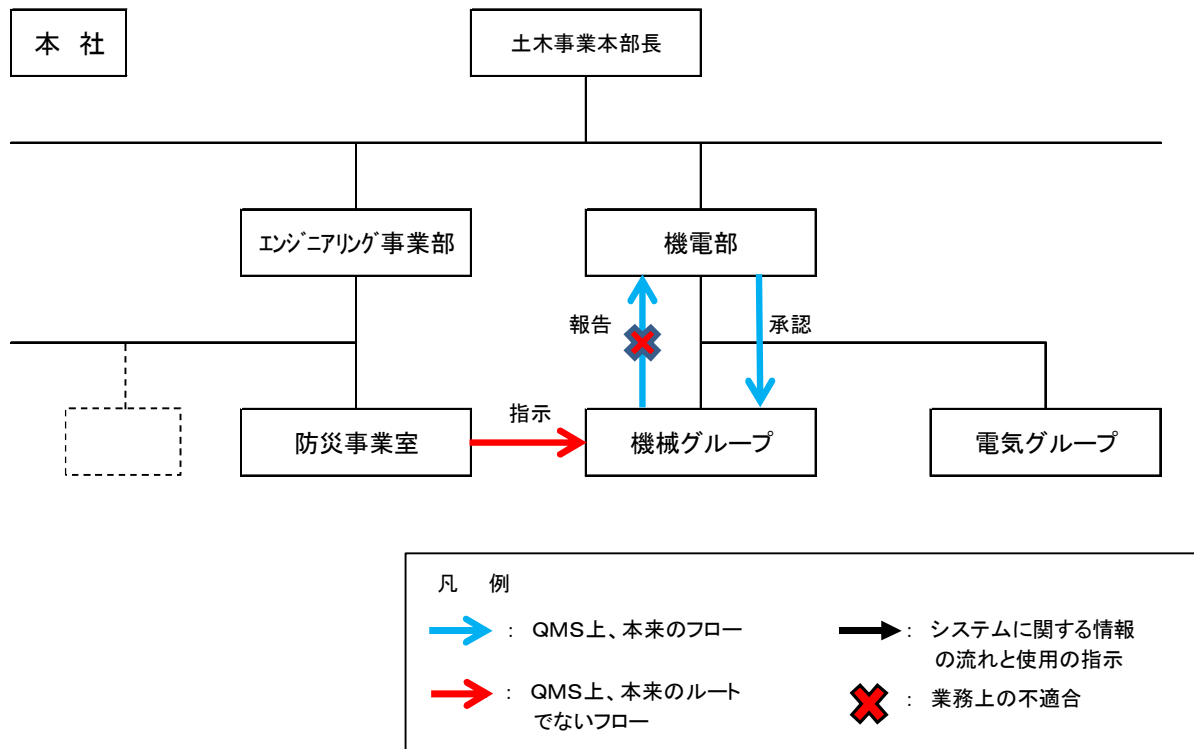 本 社
土木事業本部長
エンジニアリング事業部
機電部
報告
承認
指示
防災事業室
機械グループ
電気グループ
凡 例
： QMS上、本来のフロー
： システムに関する情報
の流れと使用の指示
： QMS上、本来のルート
でないフロー
： 業務上の不適合